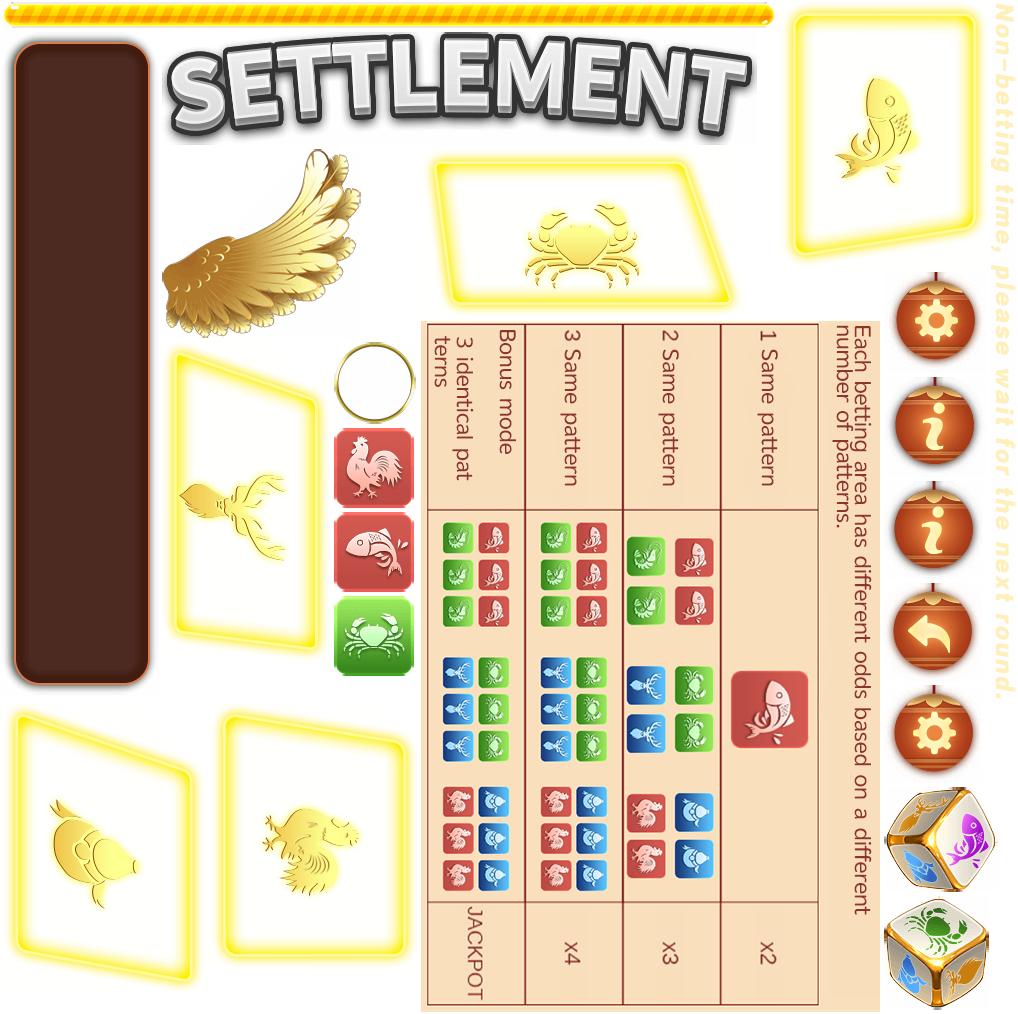 SETTLEMENT
Non-betting time, please wait for the next round.
Each betting area has different odds based on a different
number of patterns.
1 Same pattern
x2
2 Same pattern
x3
3 Same pattern
x4
Bonus mode
3 identical pat
terns
JACKPOT